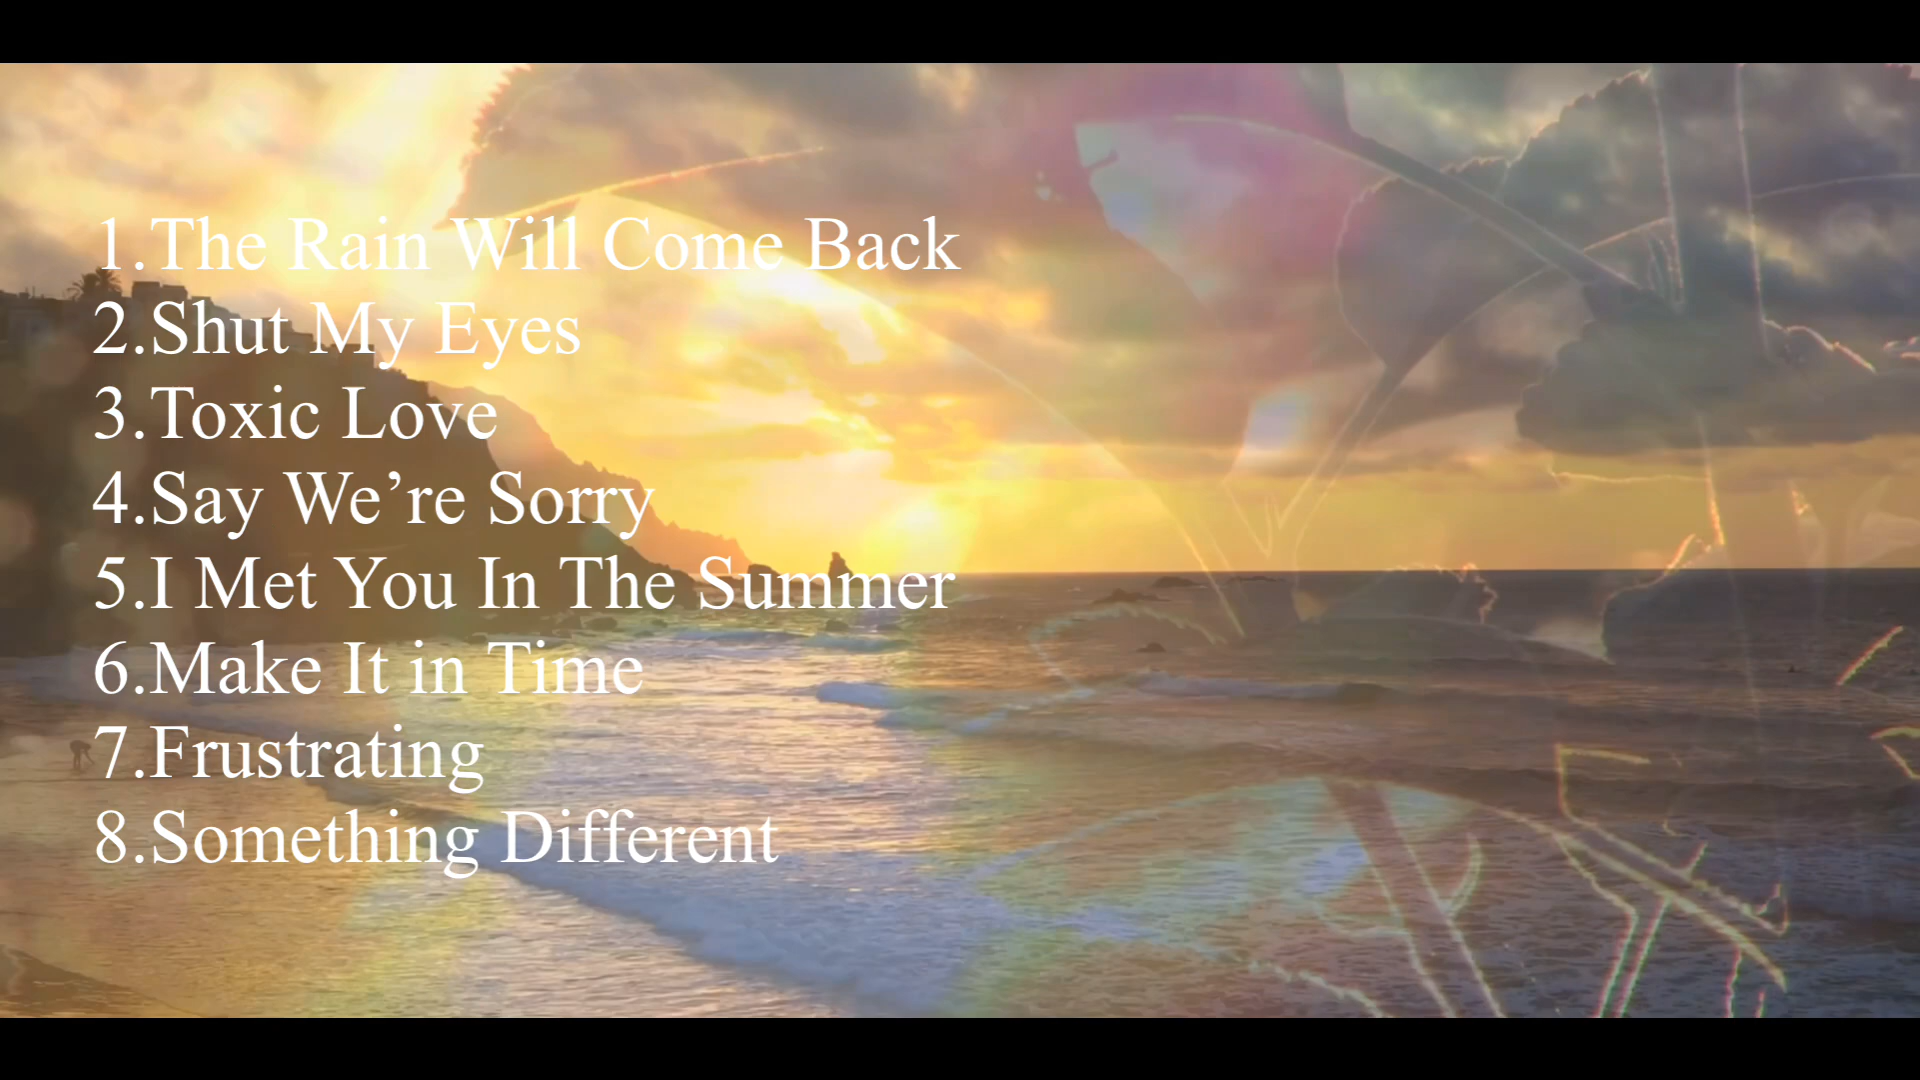 1.The Rain Will Come Back
2.Shut My Eyes
3.Toxic Love
4.Say We’re Sorry
5.I Met You In The Summer
6.Make It in Time
7.Frustrating
8.Something Different